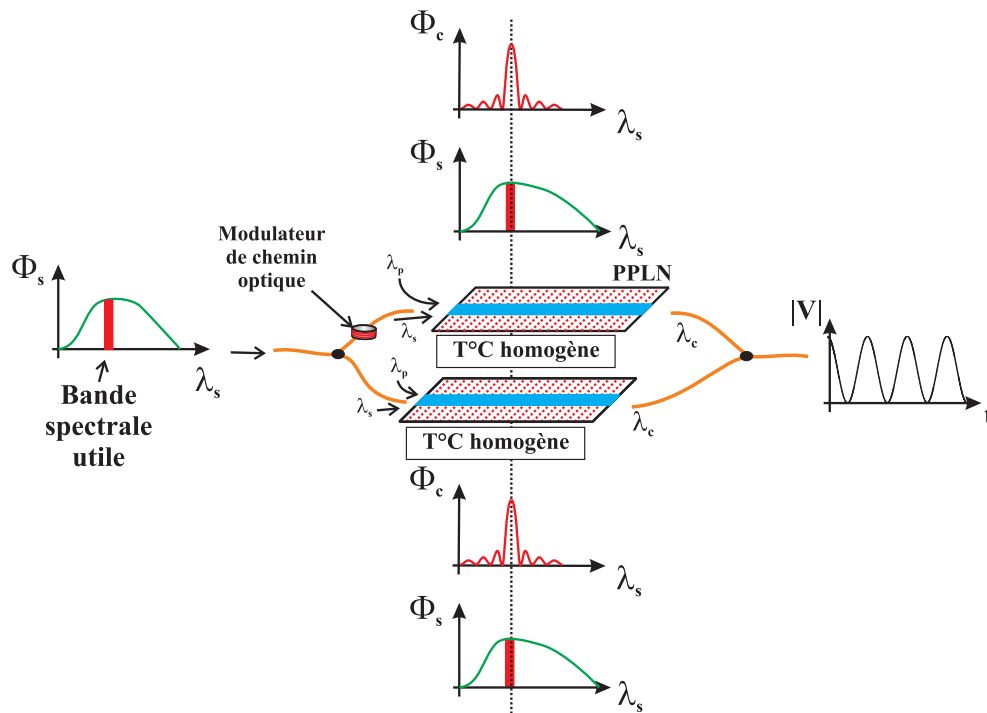 Φc
λs
Φs
λs
Modulateur
de chemin
optique
Φs
λs
Bande
spectrale
utile
λp
λs
PPLN
T°C homogène
λc
λp
λs
T°C homogène
λc
|V|
t
Φc
λs
Φs
λs